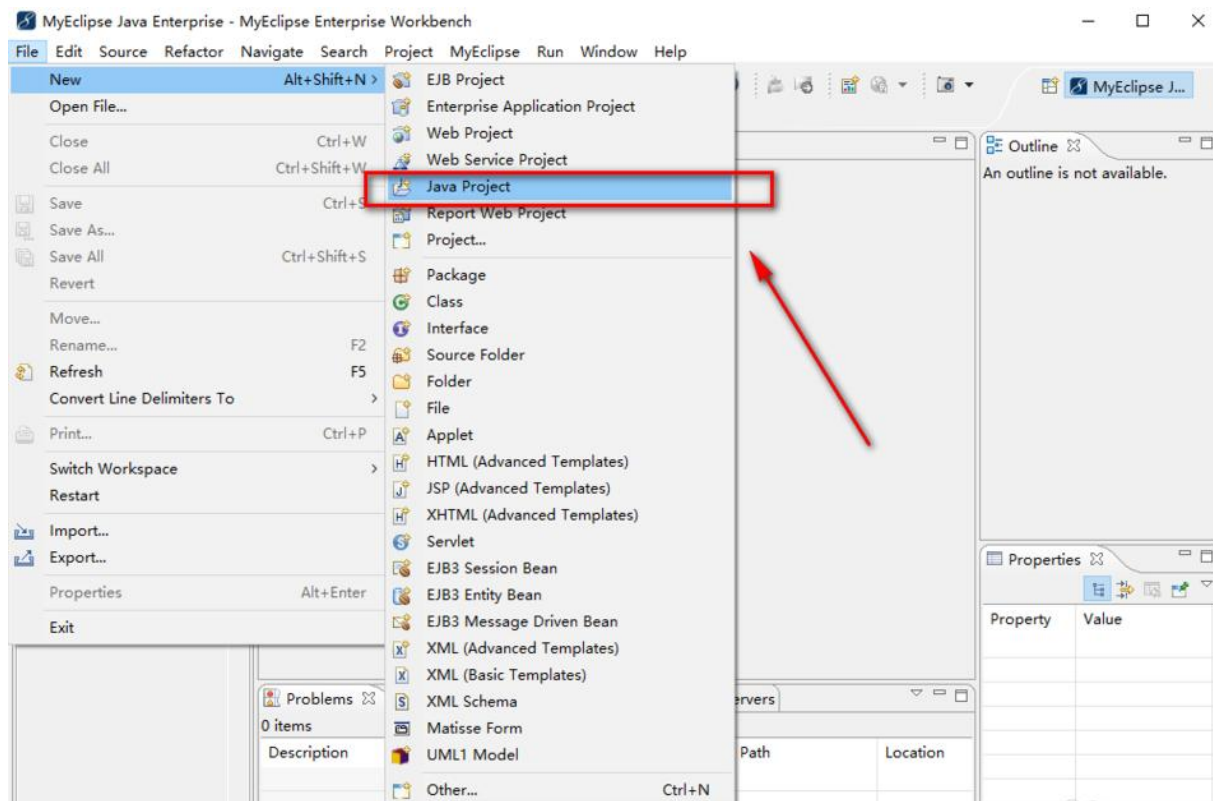 MyEclipse Java Enterprise - MyEclipse Enterprise Workbench
File Edit Source Refactor Navigate Search Project MyEclipse Run Window Help
New Alt+Shift+N >
Open File...
Close Ctrl+W
Close All Ctrl+Shift+W
Save Ctrl+S
Save As...
Save All Ctrl+Shift+S
Revert
Move...
Rename... F2
Refresh F5
Convert Line Delimiters To >
Print... Ctrl+P
Switch Workspace >
Restart
Import...
Export...
Properties Alt+Enter
Exit
EJB Project
Enterprise Application Project
Web Project
Web Service Project
Java Project
Report Web Project
Project...
Package
Class
Interface
Source Folder
Folder
File
Applet
HTML (Advanced Templates)
JSP (Advanced Templates)
XHTML (Advanced Templates)
Servlet
EJB3 Session Bean
EJB3 Entity Bean
EJB3 Message Driven Bean
XML (Advanced Templates)
XML (Basic Templates)
XML Schema
Matisse Form
UML1 Model
Other... Ctrl+N
MyEclipse J...
Outline
An outline is not available.
Properties
Property Value
Problems
ervers
0 items
Description Path Location